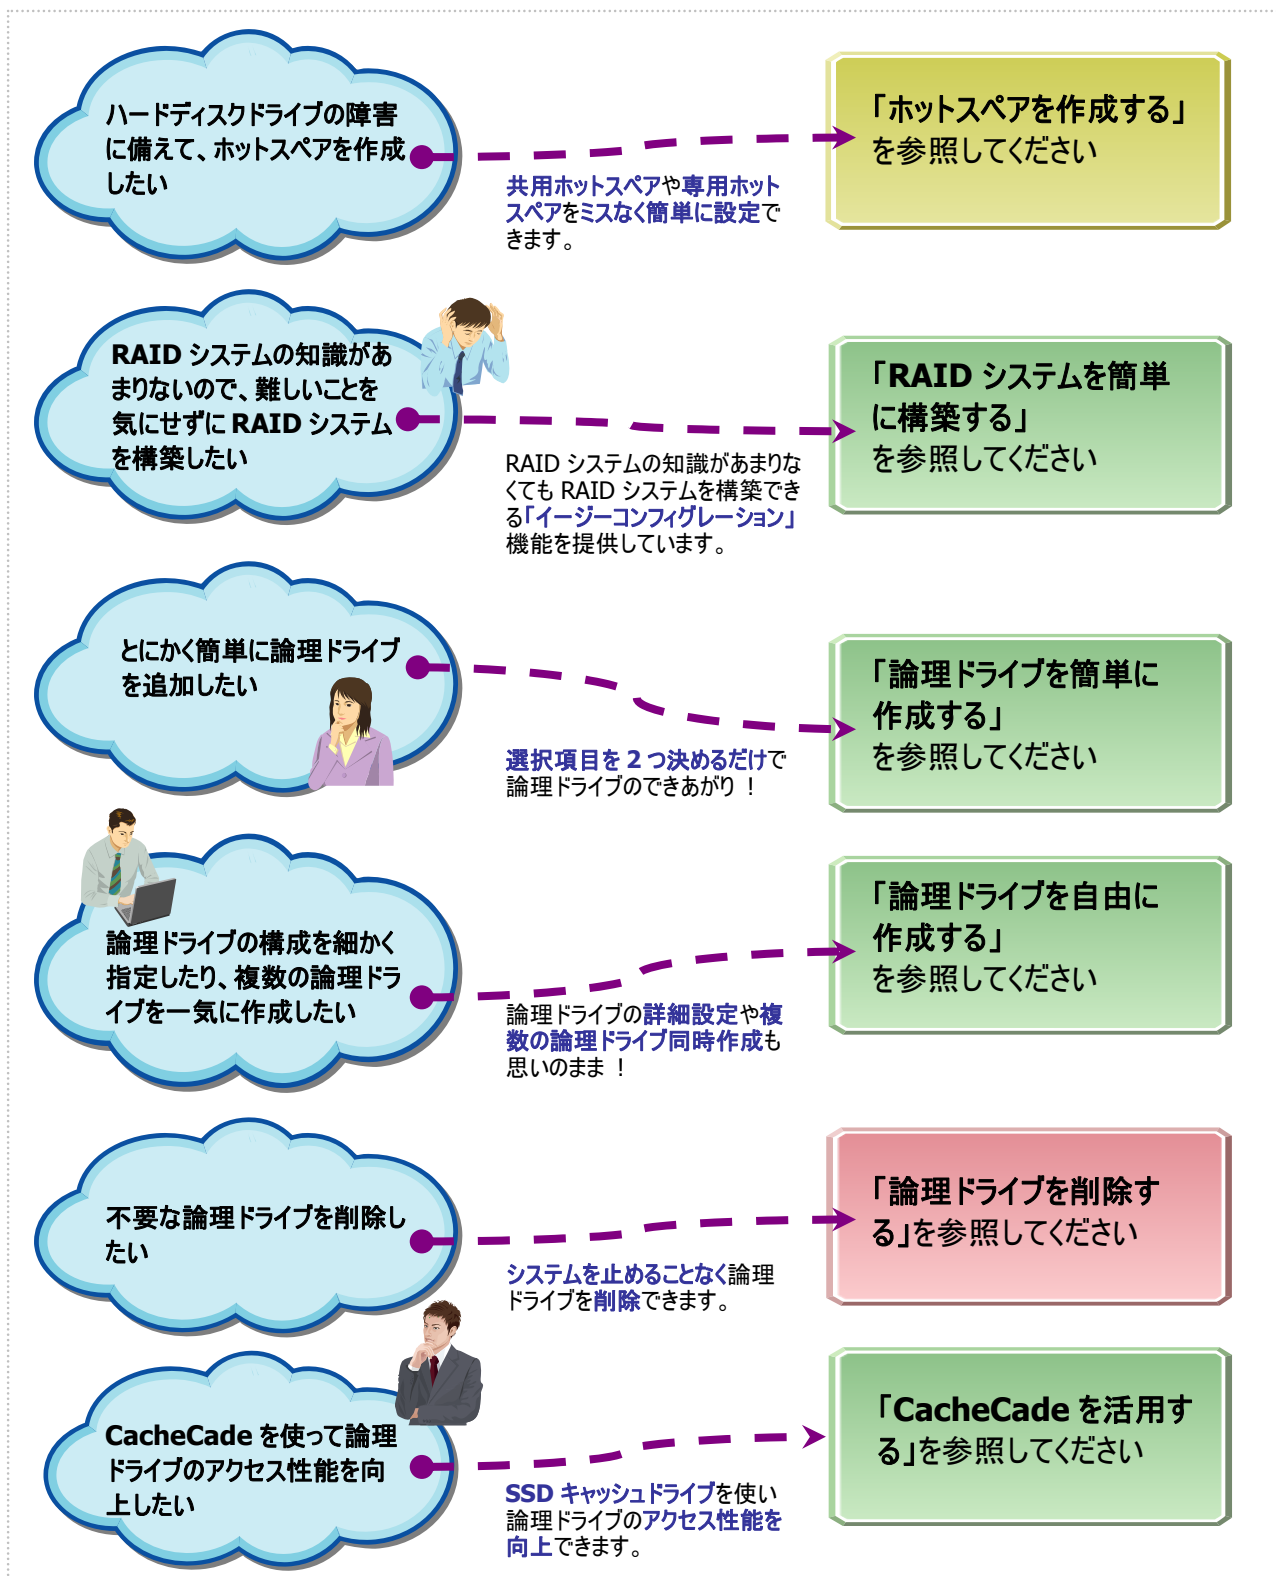 ハードディスクドライブの障害
に備えて、ホットスペアを作成
したい
共用ホットスペアや専用ホット
スペアをミスなく簡単に設定で
きます。
「ホットスペアを作成する」
を参照してください
RAID システムの知識があ
まりないので、難しいことを
気にせずに RAID システム
を構築したい
RAID システムの知識があまりな
くても RAID システムを構築でき
る「イージーコンフィグレーション」
機能を提供しています。
「RAID システムを簡単
に構築する」
を参照してください
とにかく簡単に論理ドライブ
を追加したい
選択項目を 2 つ決めるだけで
論理ドライブのできあがり！
「論理ドライブを簡単に
作成する」
を参照してください
論理ドライブの構成を細かく
指定したり、複数の論理ドラ
イブを一気に作成したい
論理ドライブの詳細設定や複
数の論理ドライブ同時作成も
思いのまま！
「論理ドライブを自由に
作成する」
を参照してください
不要な論理ドライブを削除し
たい
システムを止めることなく論理
ドライブを削除できます。
「論理ドライブを削除す
る」を参照してください
CacheCade を使って論理
ドライブのアクセス性能を向
上したい
SSD キャッシュドライブを使い
論理ドライブのアクセス性能を
向上できます。
「CacheCade を活用す
る」を参照してください